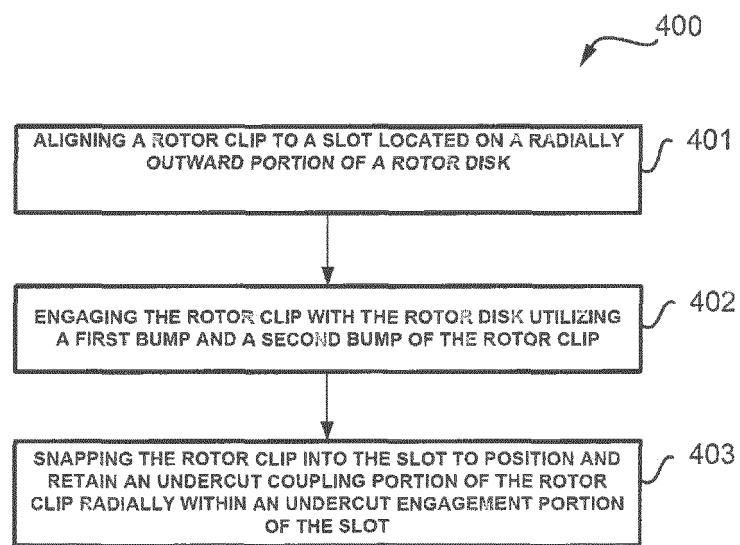 400
ALIGNING A ROTOR CLIP TO A SLOT LOCATED ON A RADIALLY
OUTWARD PORTION OF A ROTOR DISK
401
ENGAGING THE ROTOR CLIP WITH THE ROTOR DISK UTILIZING
A FIRST BUMP AND A SECOND BUMP OF THE ROTOR CLIP
402
SNAPPING THE ROTOR CLIP INTO THE SLOT TO POSITION AND
RETAIN AN UNDERCUT COUPLING PORTION OF THE ROTOR
CLIP RADIALLY WITHIN AN UNDERCUT ENGAGEMENT PORTION
OF THE SLOT
403